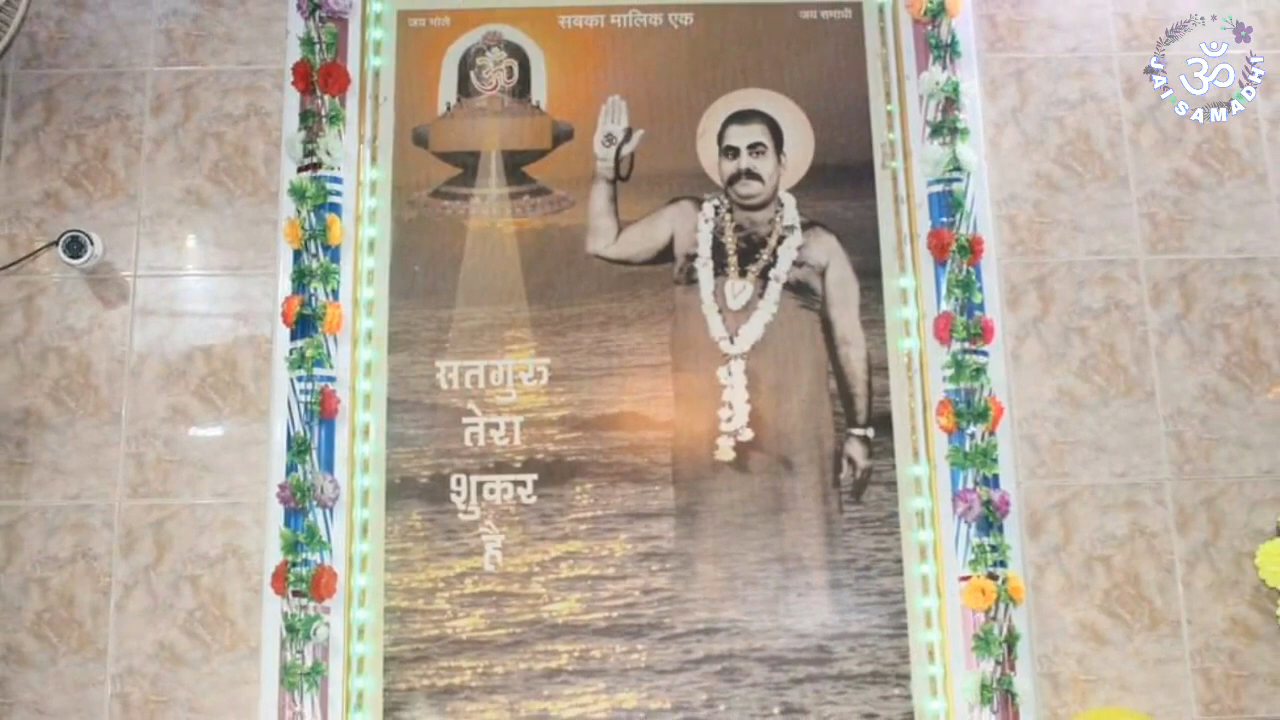 जय भोले
सबका मालिक एक
जय समाधी
ॐ
ॐ
सतगुरु
तेरा
शुकर
है
ॐ
JAI SAMADHI